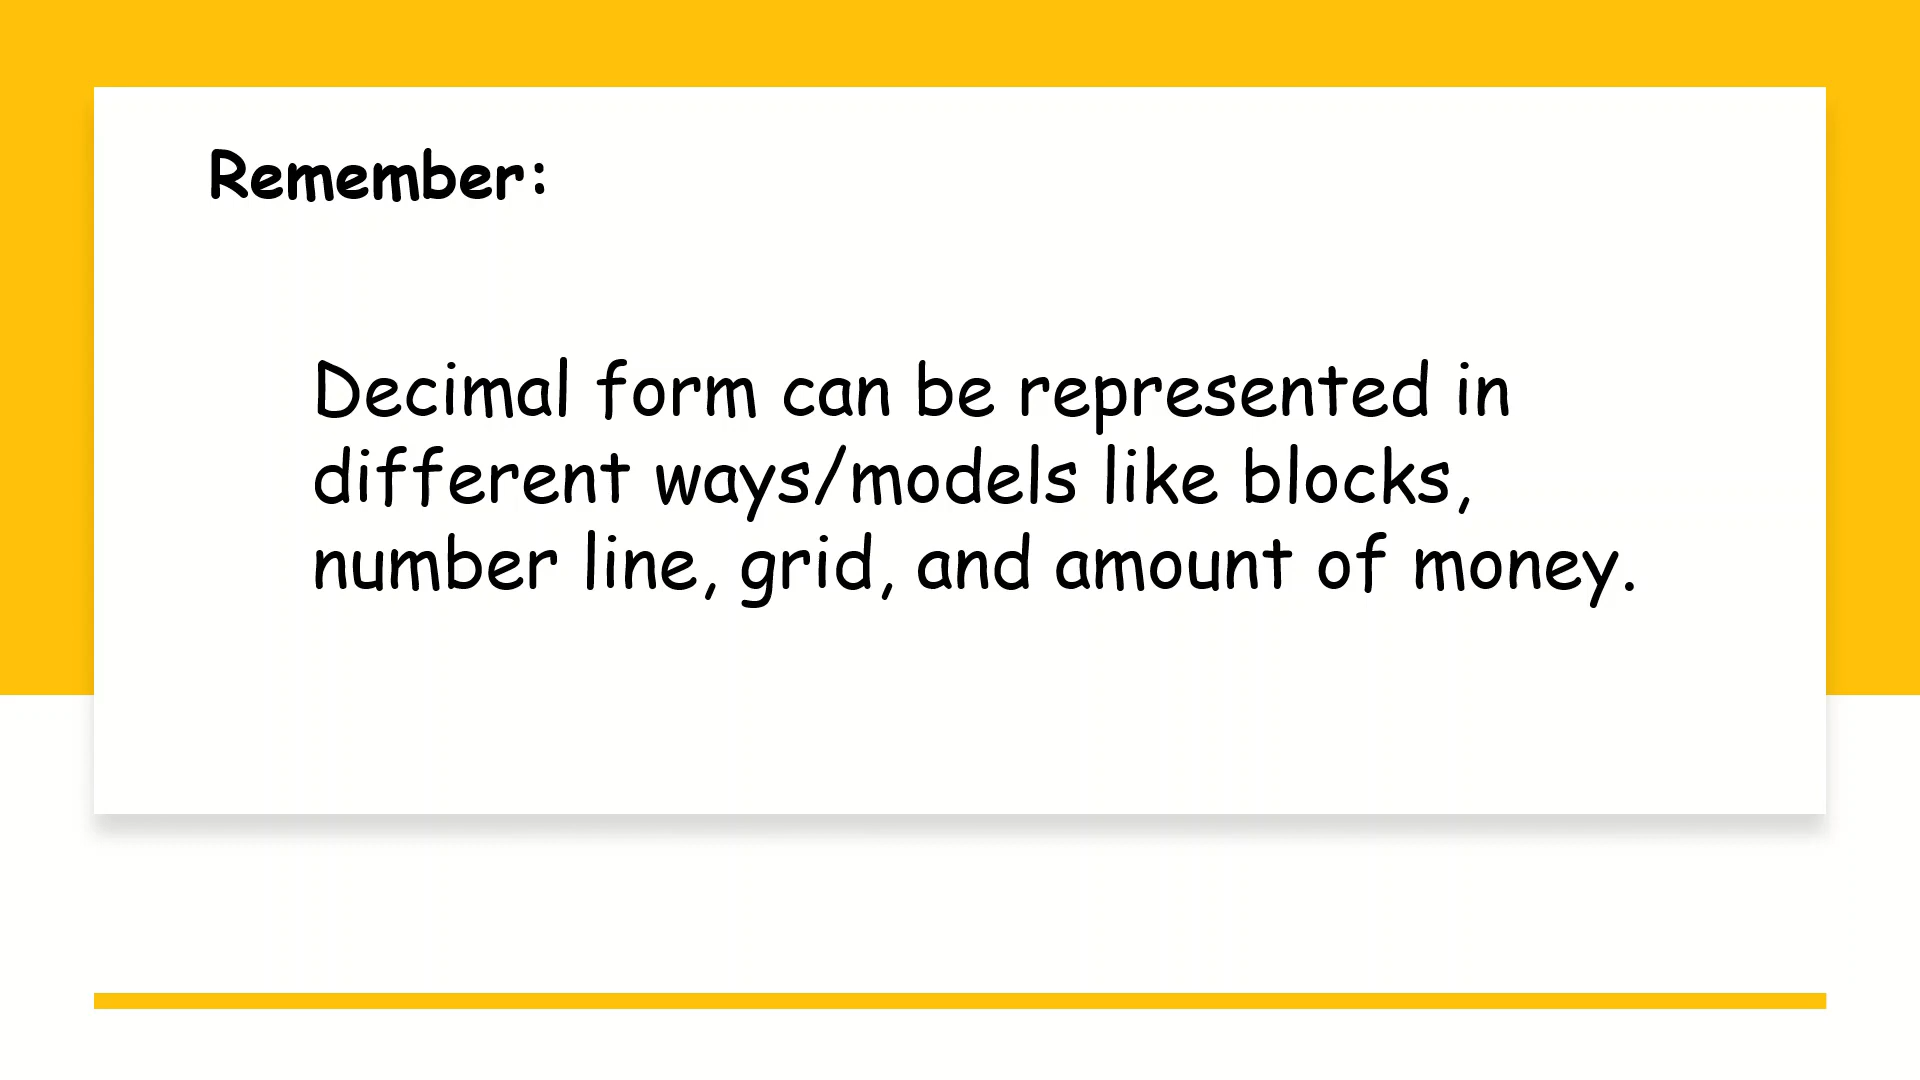 Remember:
Decimal form can be represented in
different ways/models like blocks,
number line, grid, and amount of money.